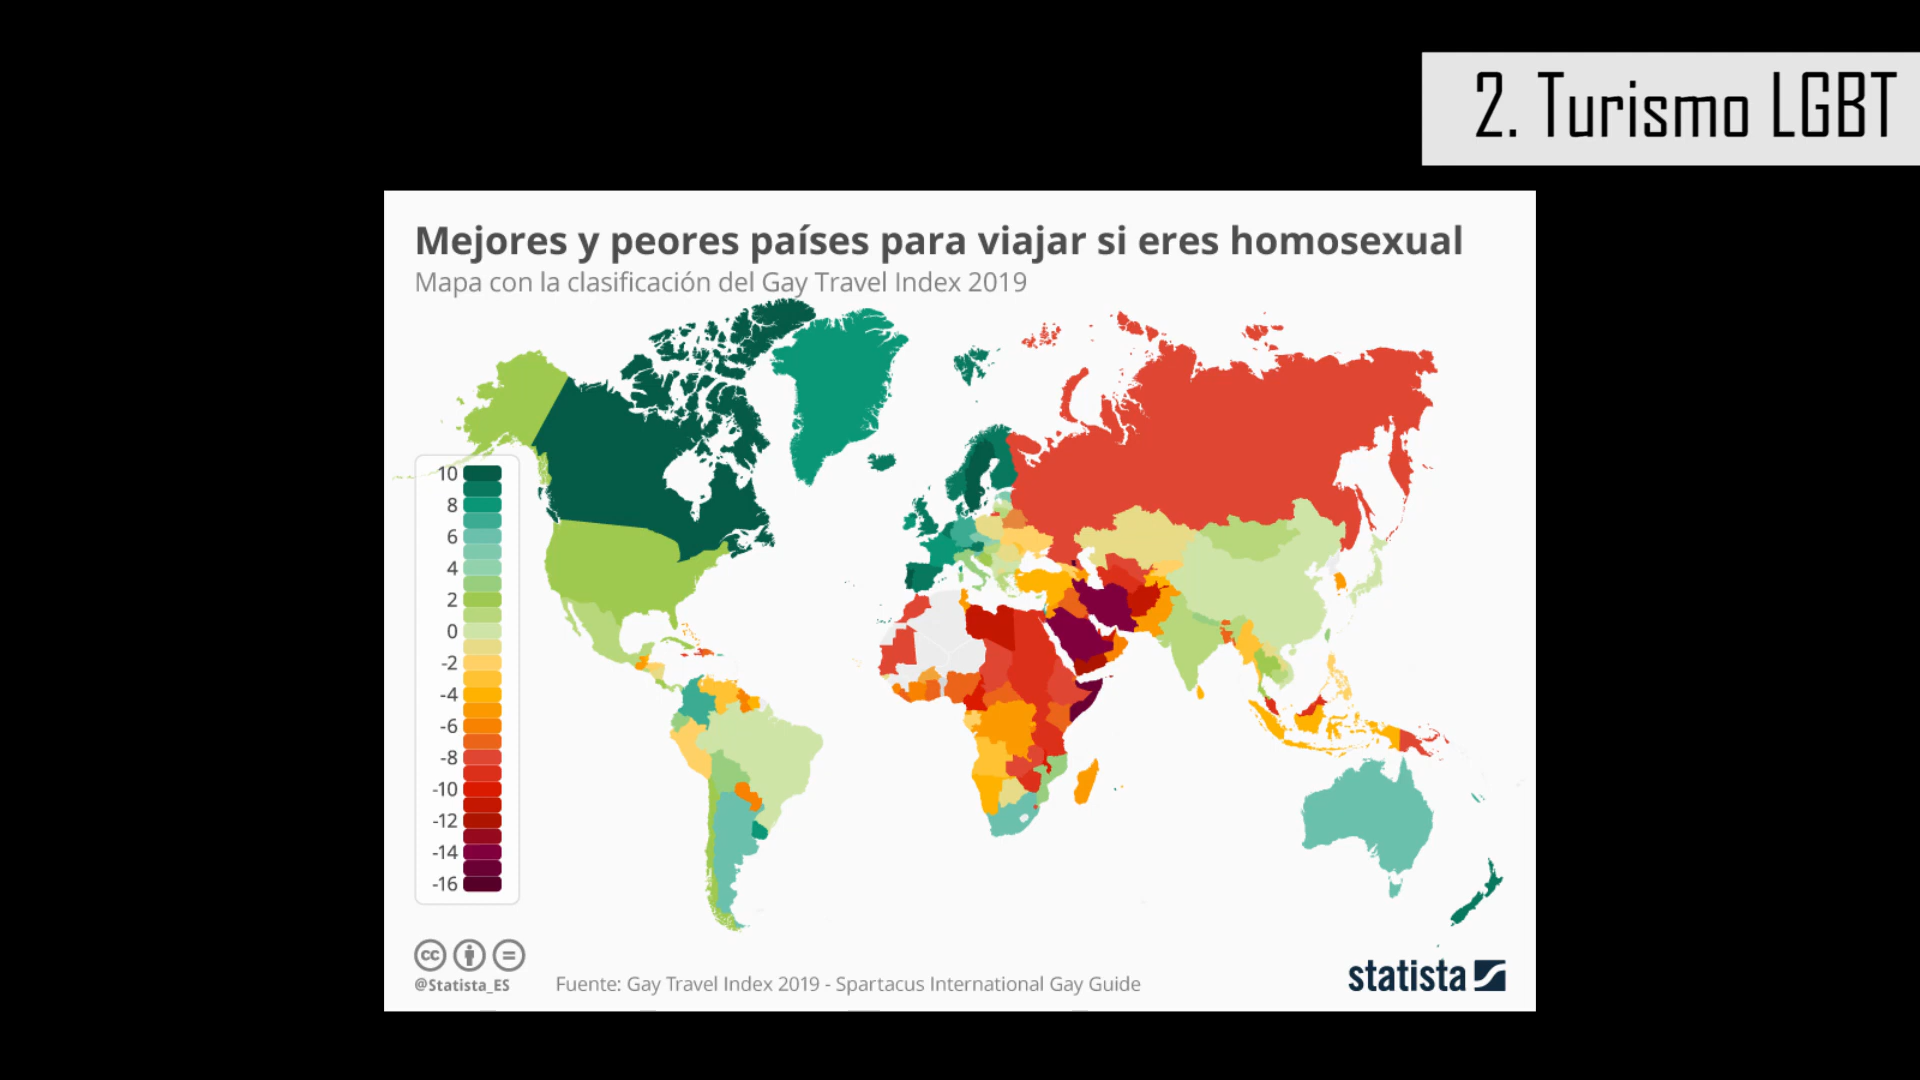 2. Turismo LGBT
Mejores y peores países para viajar si eres homosexual
Mapa con la clasificación del Gay Travel Index 2019
10
8
6
4
2
0
-2
-4
-6
-8
-10
-12
-14
-16
cc
@Statista_ES
Fuente: Gay Travel Index 2019 - Spartacus International Gay Guide
statista